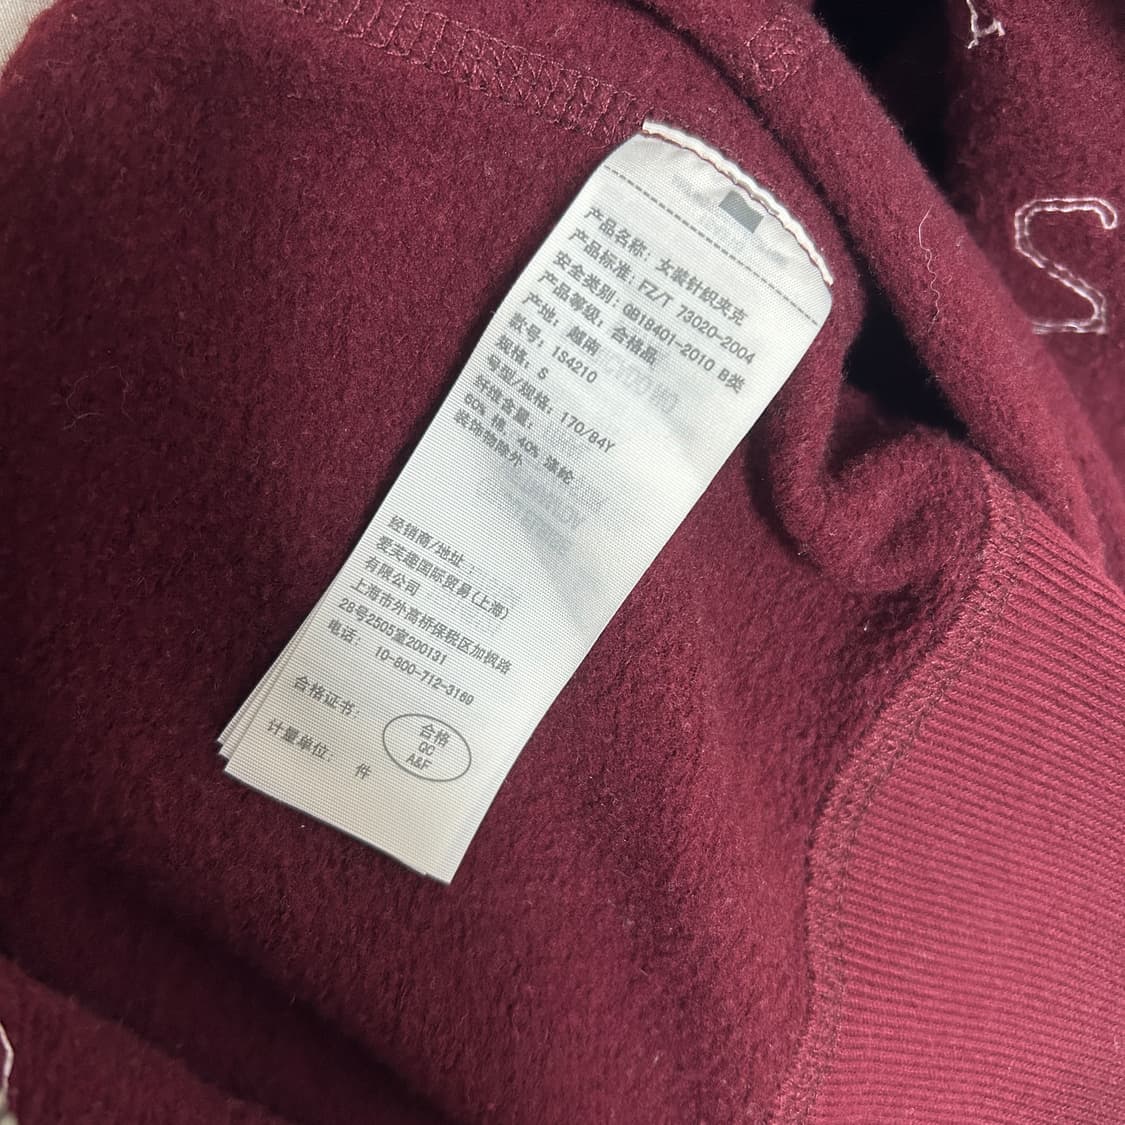 产品名称: 女装针织夹克
产品标准: FZ/T 73020-2004
安全类别: GB18401-2010 B类
产品等级: 合格品
产地: 越南
款号: 1S4210
规格: S
号型/规格: 170/84Y
纤维含量:
60% 棉, 40% 涤纶
装饰物除外
经销商/地址:
爱芙趣国际贸易(上海)
有限公司
上海市外高桥保税区加枫路
28号2505室200131
电话: 10-800-712-3169
合格证书:
合格
QC
A&F
计量单位: 件
S